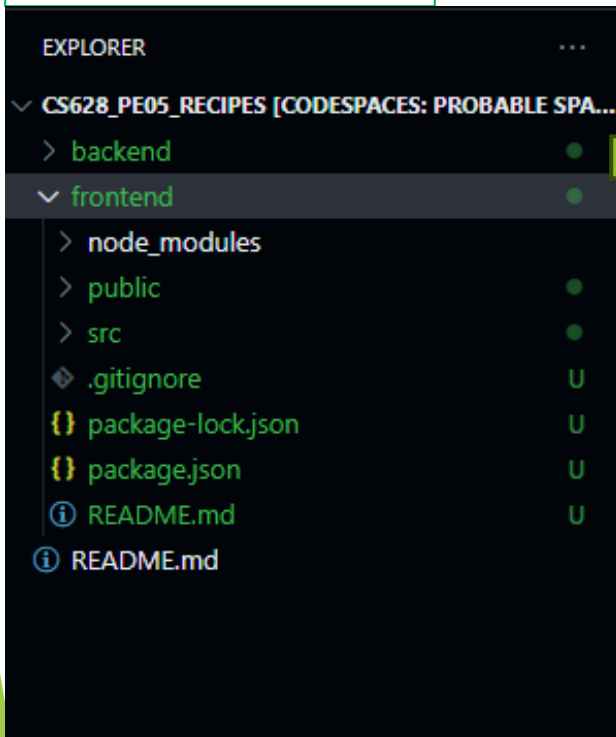 EXPLORER ...
CS628_PE05_RECIPES [CODESPACES: PROBABLE SPA...
backend
frontend
node_modules
public
src
.gitignore U
{} package-lock.json U
{} package.json U
README.md U
README.md